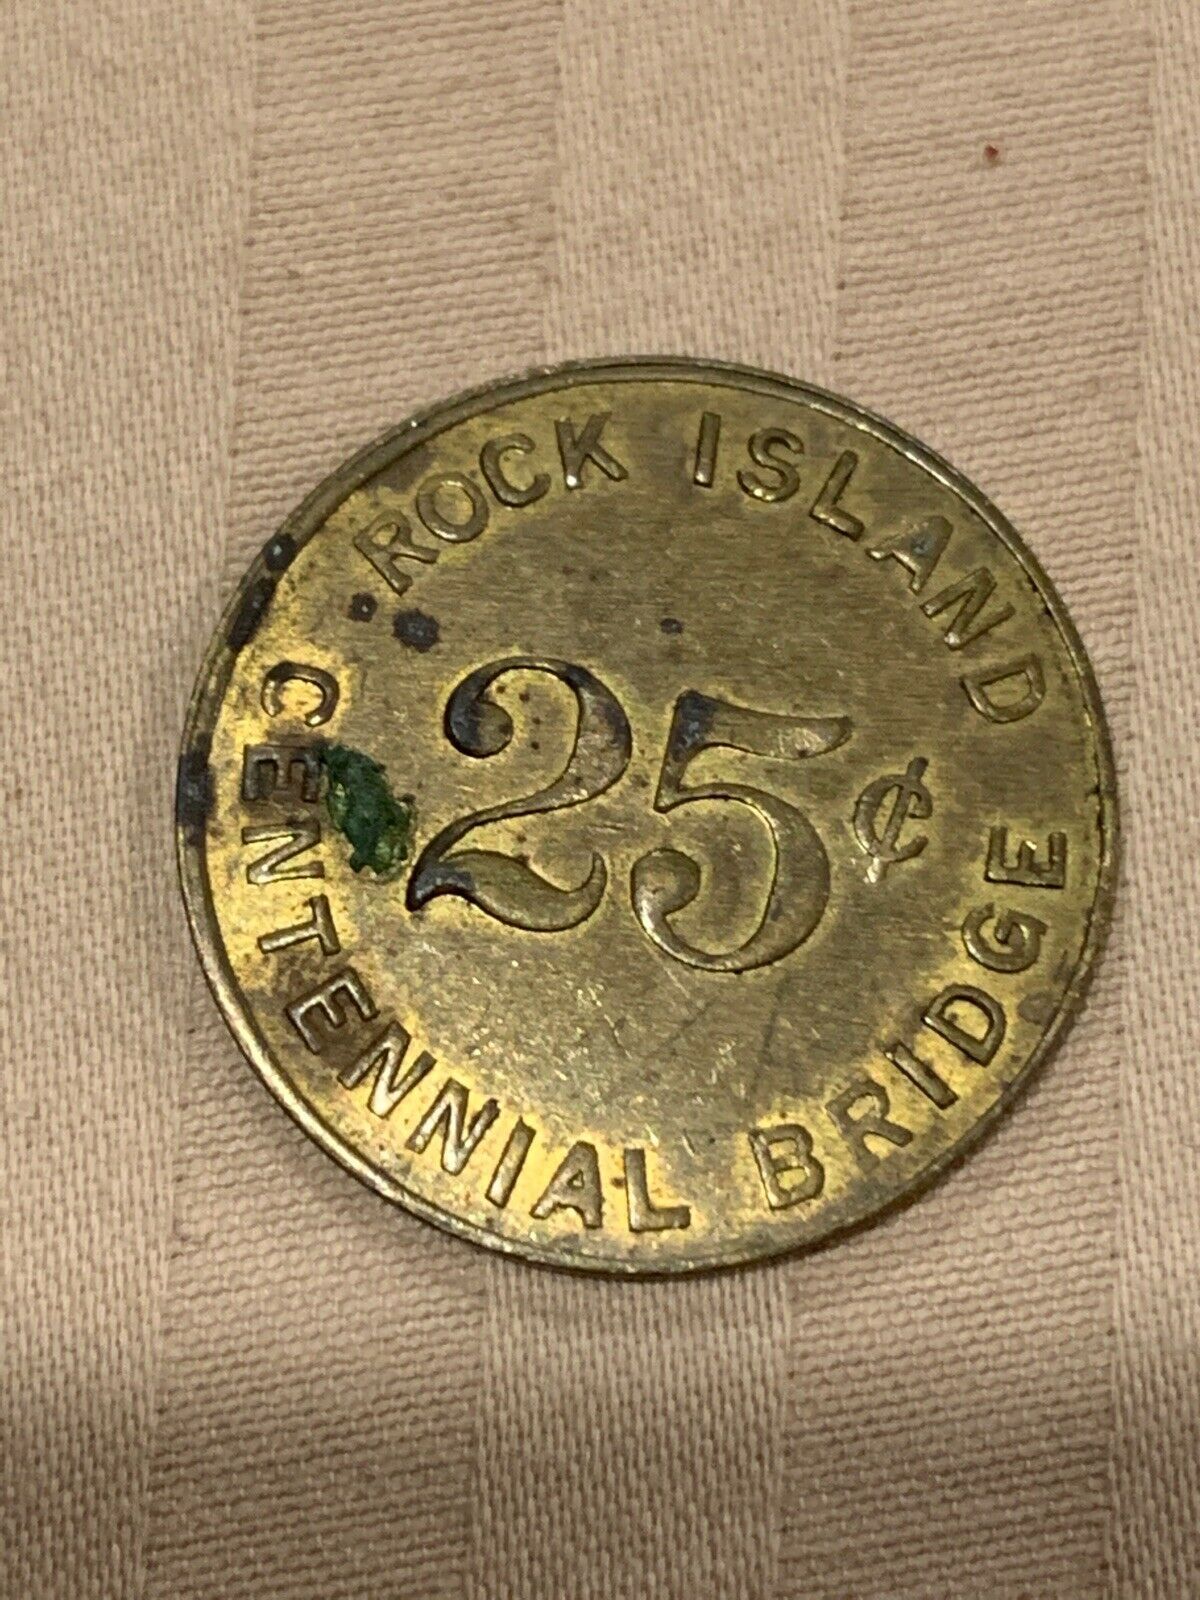 ROCK ISLAND
25¢
CENTENNIAL BRIDGE